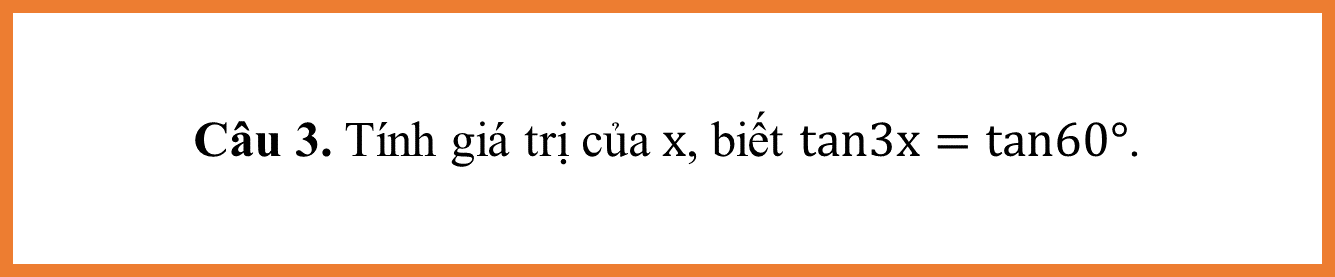 Câu 3. Tính giá trị của x, biết tan3x = tan60°.